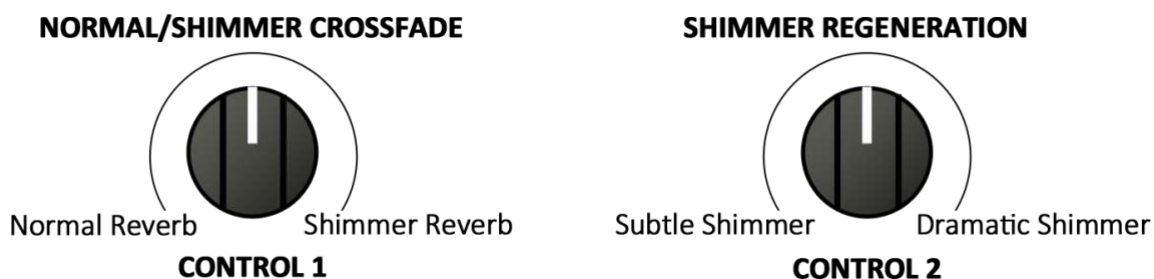 NORMAL/SHIMMER CROSSFADE
Normal Reverb
Shimmer Reverb
CONTROL 1
SHIMMER REGENERATION
Subtle Shimmer
Dramatic Shimmer
CONTROL 2